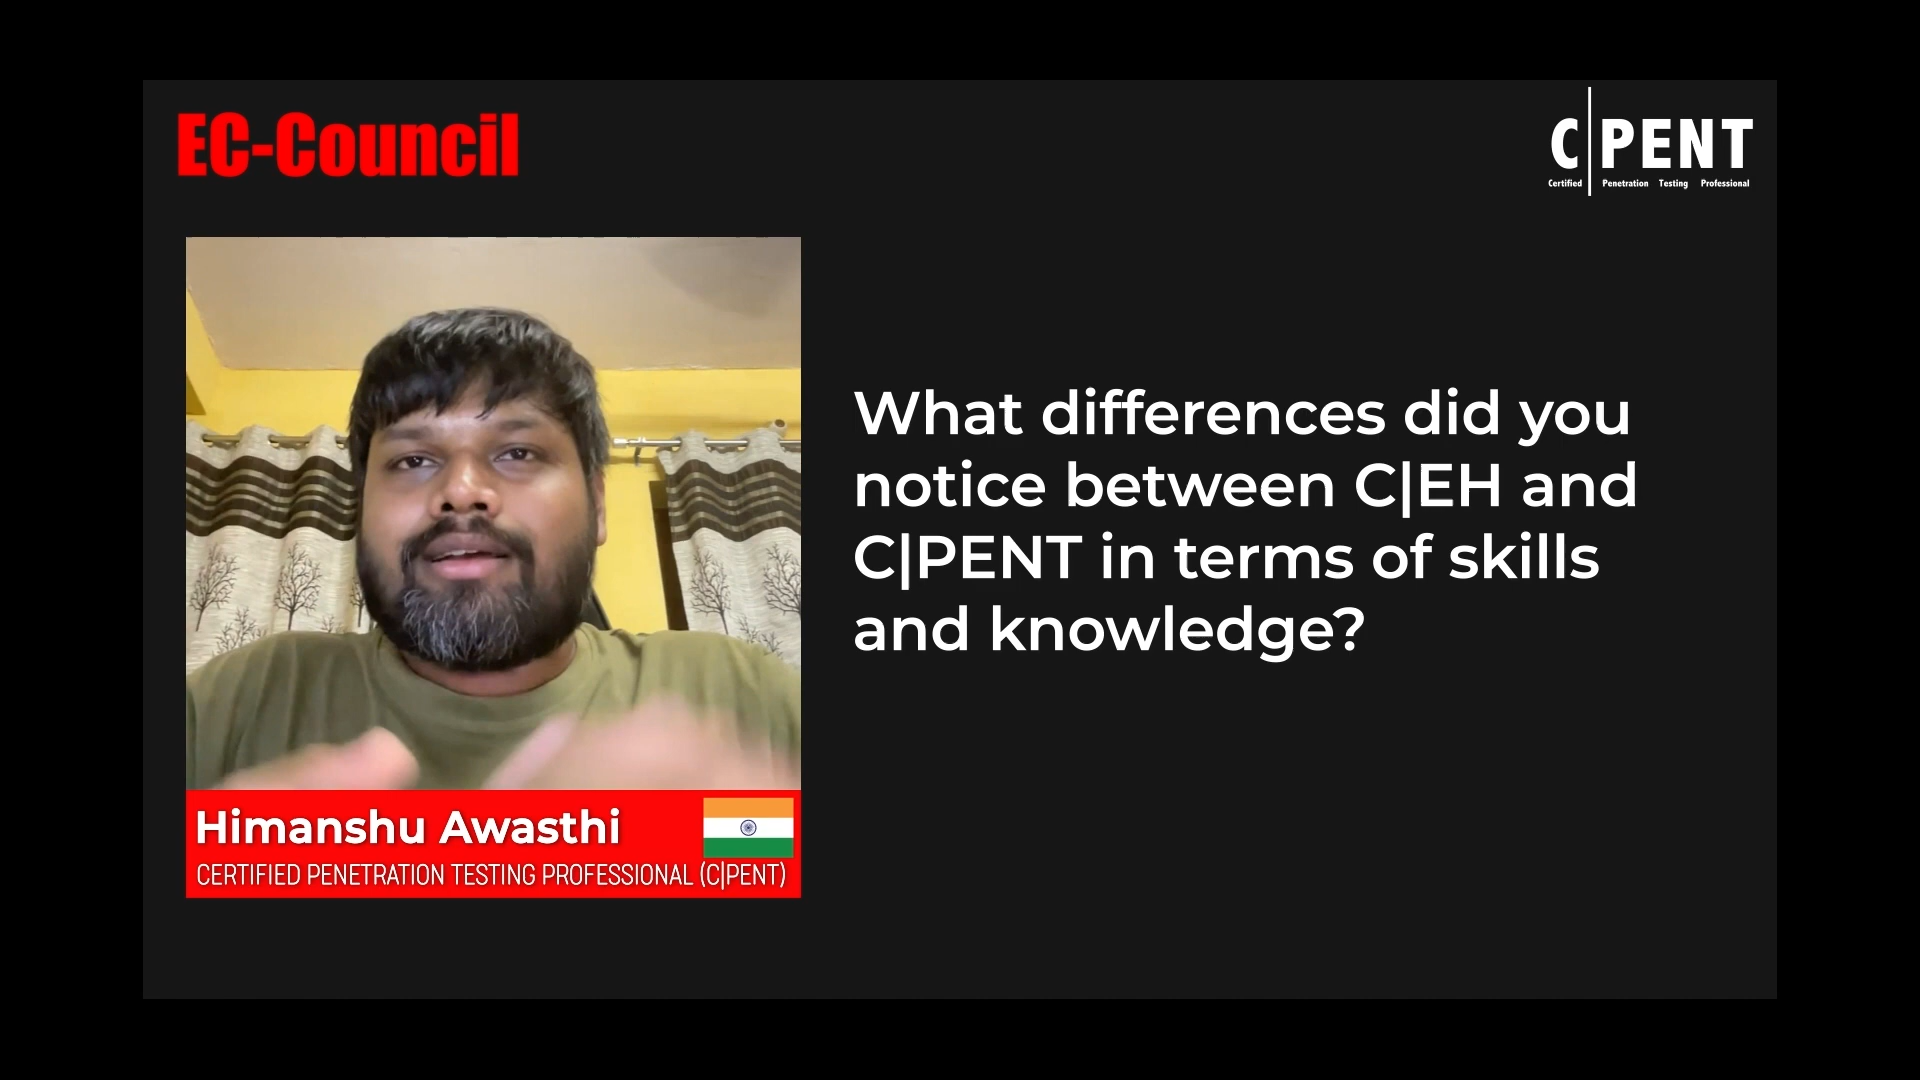 EC-Council
C|PENT
Certified Penetration Testing Professional
What differences did you
notice between C|EH and
C|PENT in terms of skills
and knowledge?
Himanshu Awasthi
CERTIFIED PENETRATION TESTING PROFESSIONAL (C|PENT)